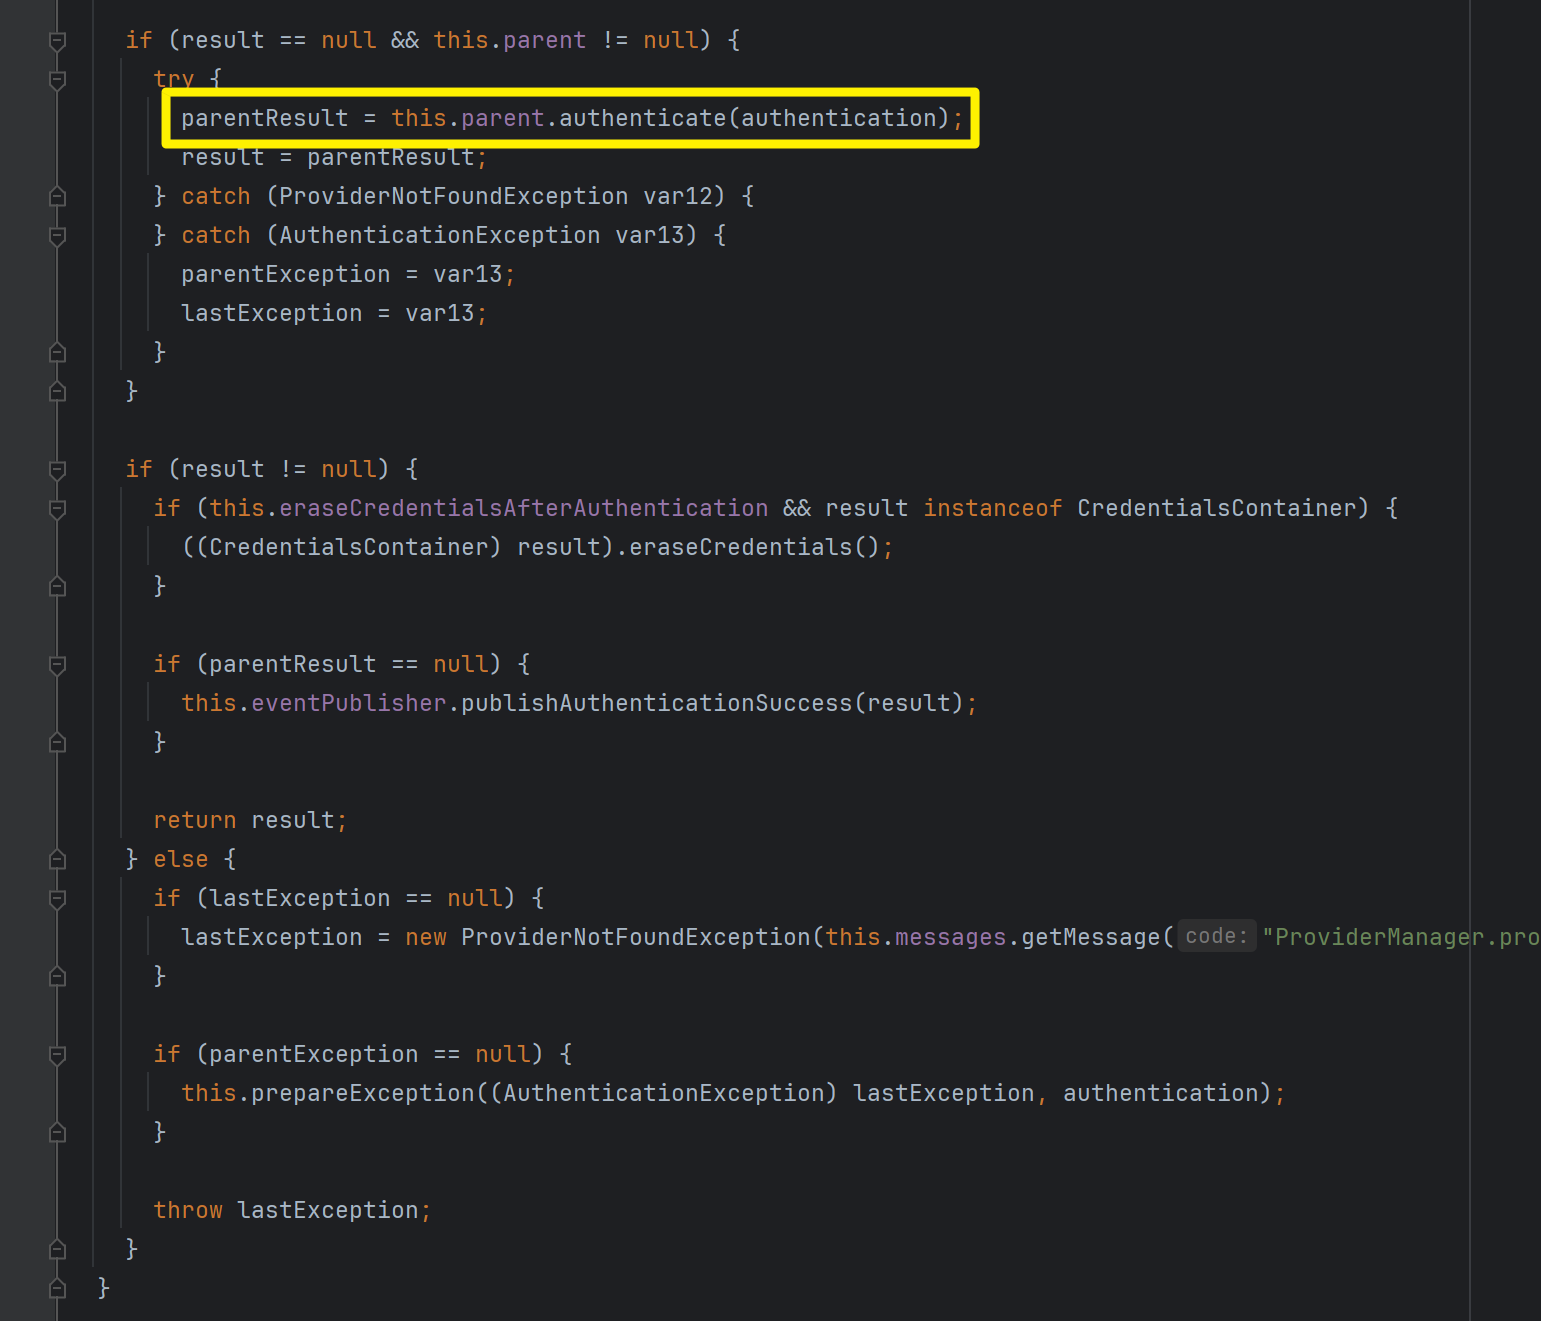 if (result == null && this.parent != null) {
try {
parentResult = this.parent.authenticate(authentication);
result = parentResult;
} catch (ProviderNotFoundException var12) {
} catch (AuthenticationException var13) {
parentException = var13;
lastException = var13;
}
}
if (result != null) {
if (this.eraseCredentialsAfterAuthentication && result instanceof CredentialsContainer) {
((CredentialsContainer) result).eraseCredentials();
}
if (parentResult == null) {
this.eventPublisher.publishAuthenticationSuccess(result);
}
return result;
} else {
if (lastException == null) {
lastException = new ProviderNotFoundException(this.messages.getMessage( code: "ProviderManager.pro
}
if (parentException == null) {
this.prepareException((AuthenticationException) lastException, authentication);
}
throw lastException;
}
}